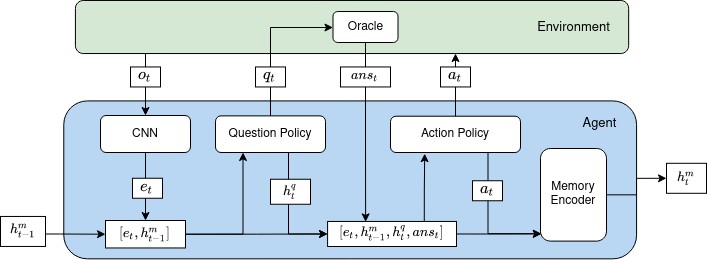 Oracle
Environment
o_t
q_t
ans_t
a_t
Agent
CNN
Question Policy
Action Policy
e_t
h_t^q
a_t
Memory
Encoder
h_t^m
h_{t-1}^m
[e_t, h_{t-1}^m]
[e_t, h_{t-1}^m, h_t^q, ans_t]